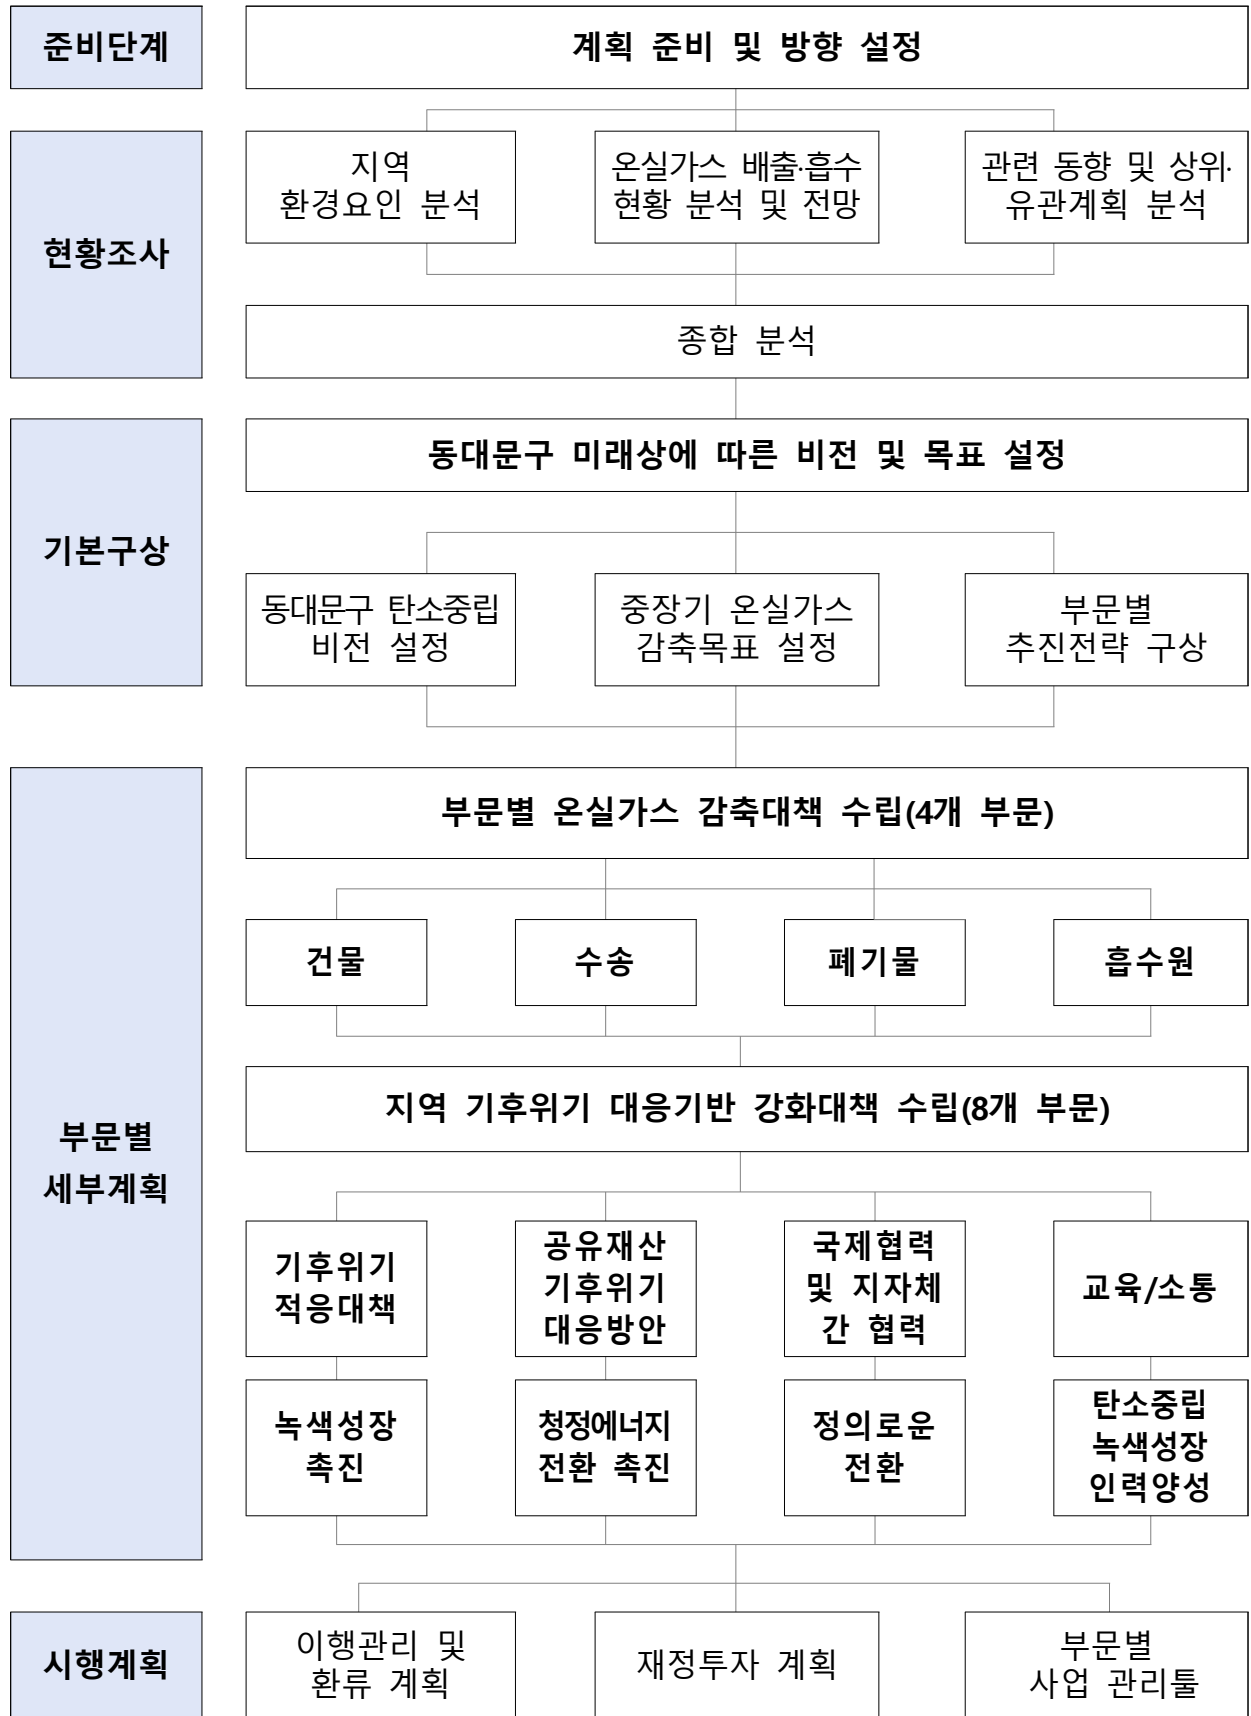 준비단계
계획 준비 및 방향 설정
현황조사
지역
환경요인 분석
온실가스 배출·흡수
현황 분석 및 전망
관련 동향 및 상위·
유관계획 분석
종합 분석
기본구상
동대문구 미래상에 따른 비전 및 목표 설정
동대문구 탄소중립
비전 설정
중장기 온실가스
감축목표 설정
부문별
추진전략 구상
부문별
세부계획
부문별 온실가스 감축대책 수립(4개 부문)
건물
수송
폐기물
흡수원
지역 기후위기 대응기반 강화대책 수립(8개 부문)
기후위기
적응대책
공유재산
기후위기
대응방안
국제협력
및 지자체
간 협력
교육/소통
녹색성장
촉진
청정에너지
전환 촉진
정의로운
전환
탄소중립
녹색성장
인력양성
시행계획
이행관리 및
환류 계획
재정투자 계획
부문별
사업 관리툴